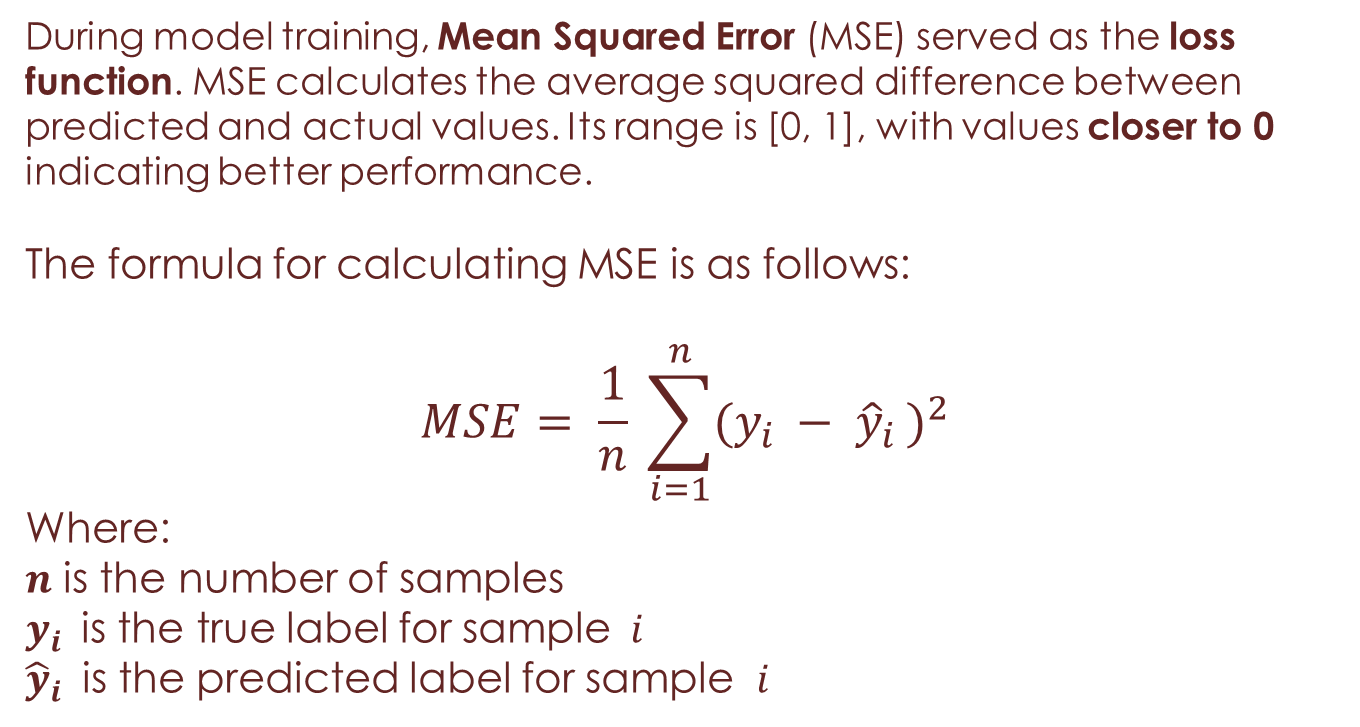 During model training, Mean Squared Error (MSE) served as the loss
function. MSE calculates the average squared difference between
predicted and actual values. Its range is [0, 1], with values closer to 0
indicating better performance.
The formula for calculating MSE is as follows:
MSE = \frac{1}{n} \sum_{i=1}^{n} (y_i − ŷ_i)^2
Where:
n is the number of samples
y_i is the true label for sample i
ŷ_i is the predicted label for sample i